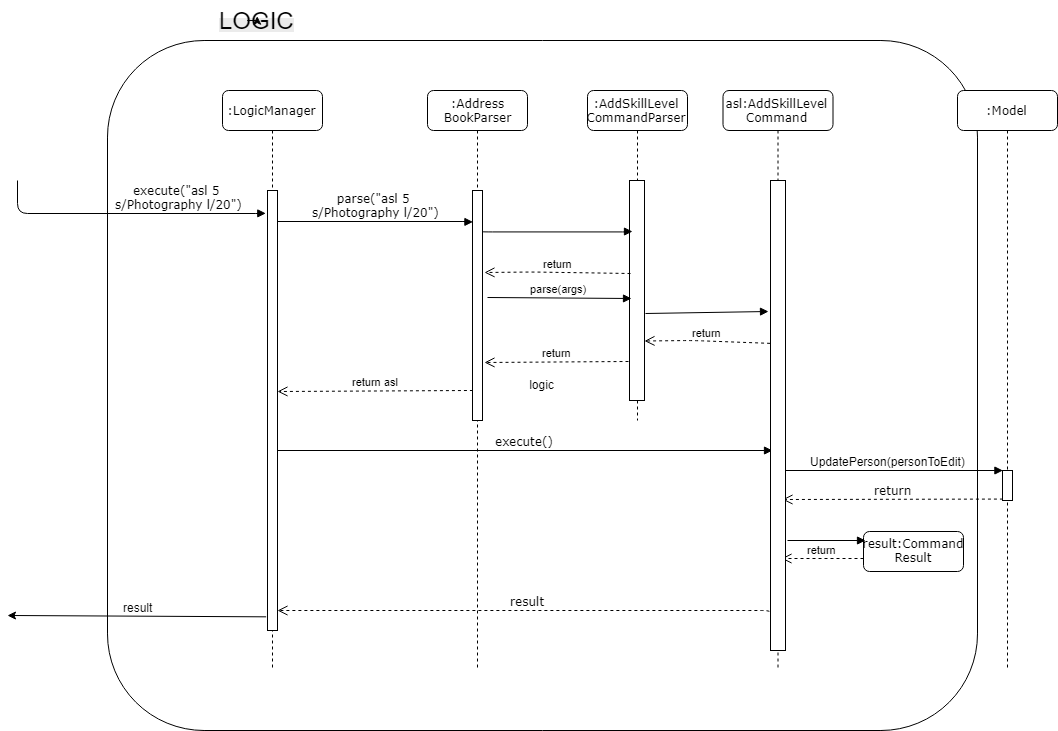 LOGIC
:LogicManager
:Address
BookParser
:AddSkillLevel
CommandParser
asl:AddSkillLevel
Command
:Model
execute("asl 5
s/Photography l/20")
parse("asl 5
s/Photography l/20")
return
parse(args)
return
return
return asl
logic
execute()
UpdatePerson(personToEdit)
return
result:Command
Result
return
result
result